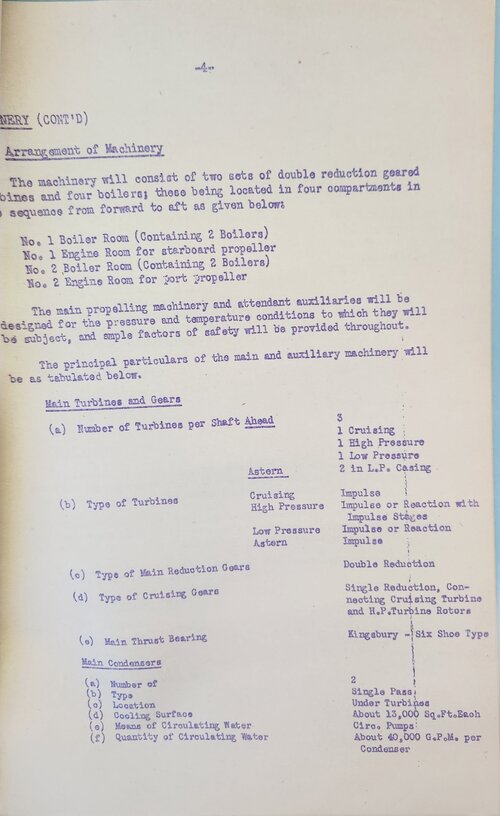 -4-
NERY (CONT'D)
Arrangement of Machinery
The machinery will consist of two sets of double reduction geared
bines and four boilers; these being located in four compartments in
sequence from forward to aft as given below:
No. 1 Boiler Room (Containing 2 Boilers)
No. 1 Engine Room for starboard propeller
No. 2 Boiler Room (Containing 2 Boilers)
No. 2 Engine Room for port propeller
The main propelling machinery and attendant auxiliaries will be
designed for the pressure and temperature conditions to which they will
be subject, and ample factors of safety will be provided throughout.
The principal particulars of the main and auxiliary machinery will
be as tabulated below.
Main Turbines and Gears
(a) Number of Turbines per Shaft Ahead 3
1 Cruising
1 High Pressure
1 Low Pressure
Astern 2 in L.P. Casing
(b) Type of Turbines Cruising Impulse
High Pressure Impulse or Reaction with
Impulse Stages
Low Pressure Impulse or Reaction
Astern Impulse
(c) Type of Main Reduction Gears Double Reduction
(d) Type of Cruising Gears Single Reduction, Con-
necting Cruising Turbine
and H.P.Turbine Rotors
(e) Main Thrust Bearing Kingsbury - Six Shoe Type
Main Condensers
(a) Number of 2
(b) Type Single Pass
(c) Location Under Turbines
(d) Cooling Surface About 13,000 Sq.Ft.Each
(e) Means of Circulating Water Circ. Pumps
(f) Quantity of Circulating Water About 40,000 G.P.M. per
Condenser